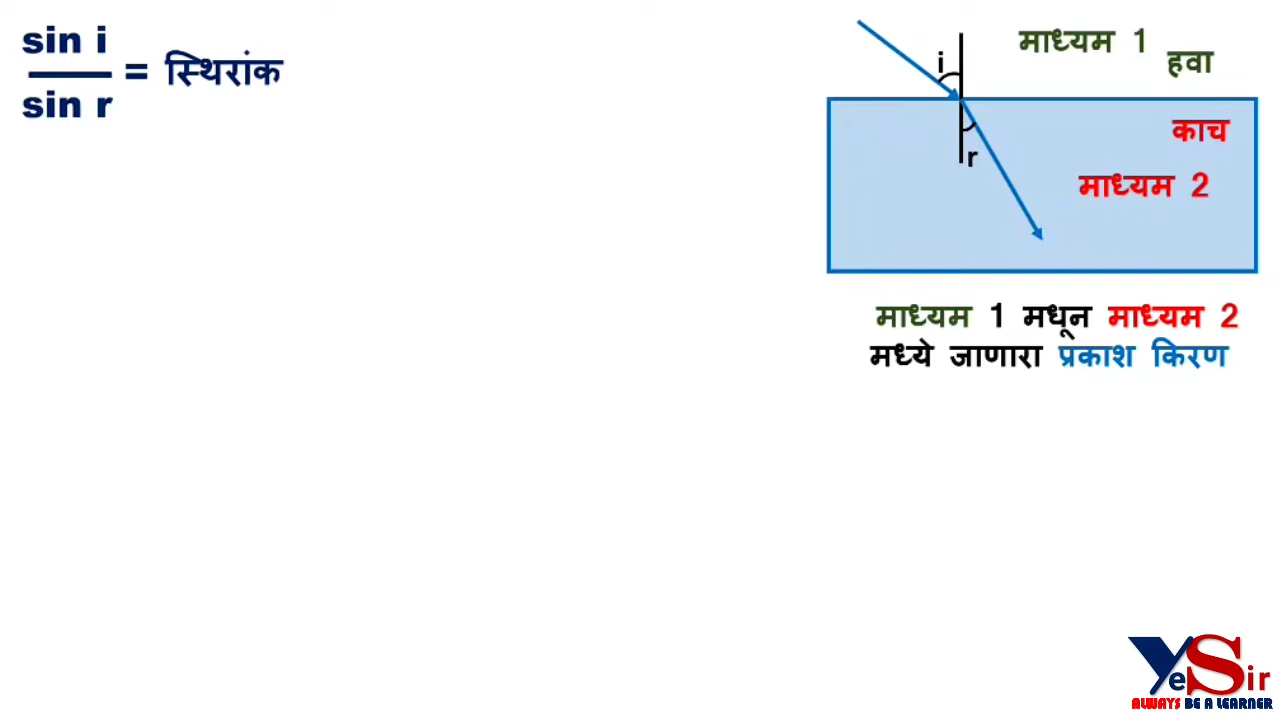 sin i
sin r
= स्थिरांक
माध्यम 1
हवा
i
काच
r
माध्यम 2
माध्यम 1 मधून माध्यम 2
मध्ये जाणारा प्रकाश किरण
YeSir
ALWAYS BE A LEARNER